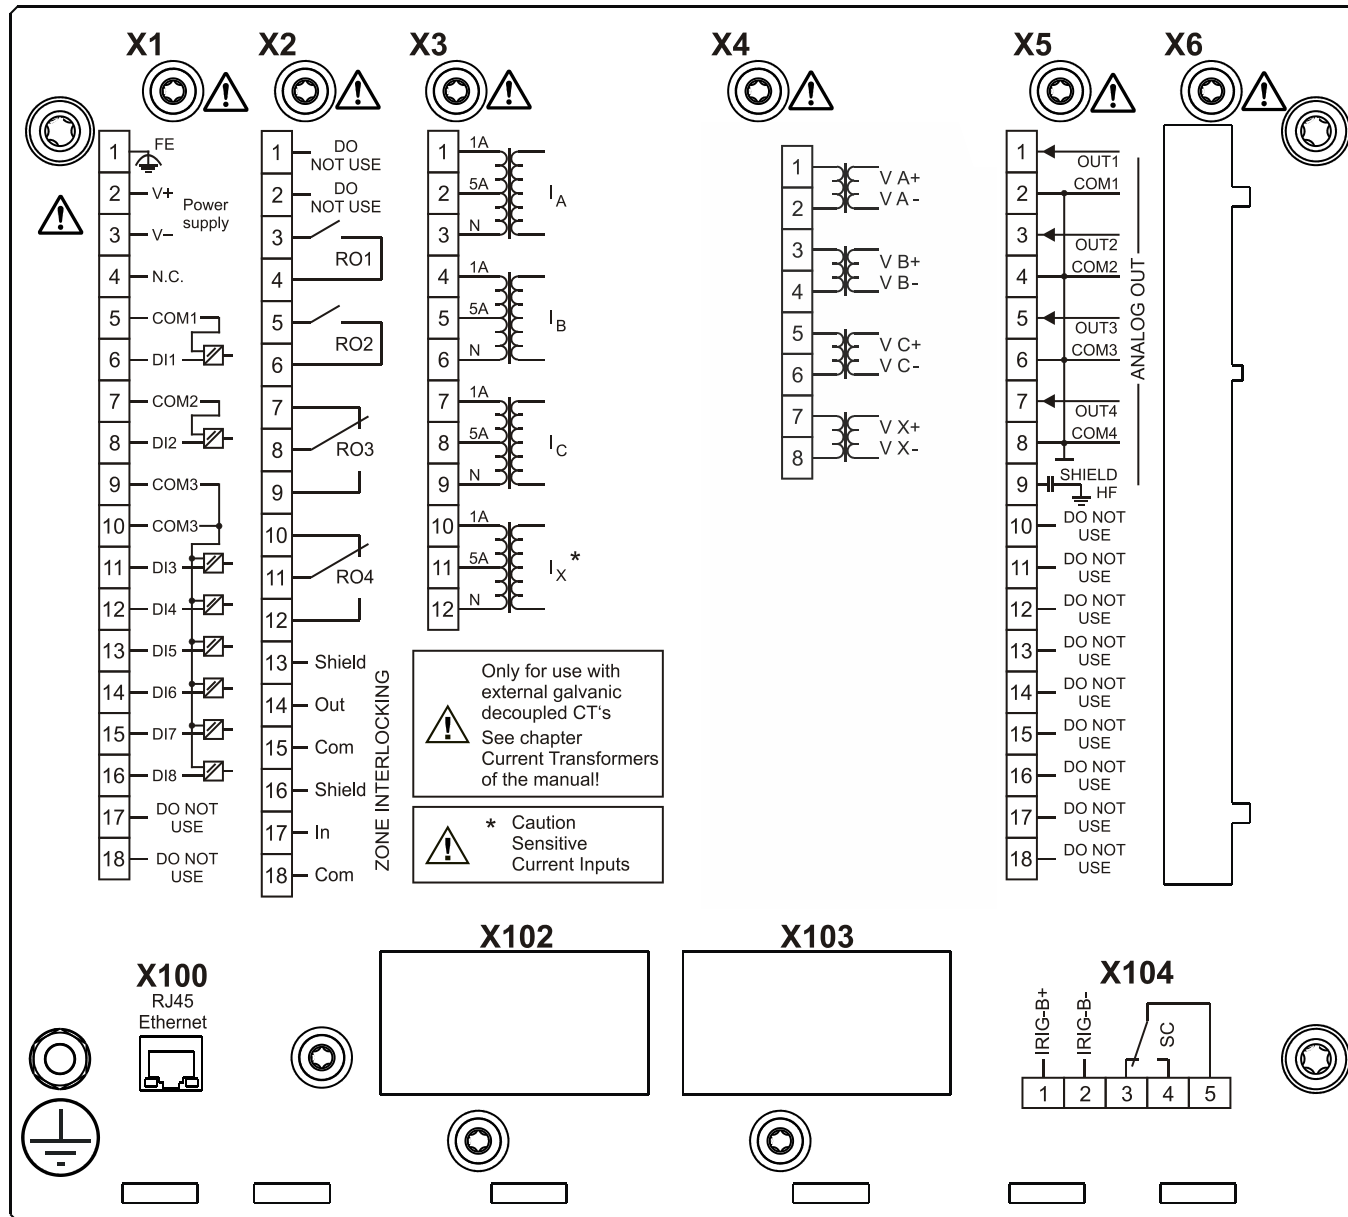 X1
X2
X3
X4
X5
X6
1
FE
2
V+
Power
supply
3
V–
4
N.C.
5
COM1
6
DI1
7
COM2
8
DI2
9
COM3
10
COM3
11
DI3
12
DI4
13
DI5
14
DI6
15
DI7
16
DI8
17
DO NOT
USE
18
DO NOT
USE
1
DO
NOT USE
2
DO
NOT USE
3
RO1
4
5
RO2
6
7
8
RO3
9
10
11
RO4
12
13
Shield
14
Out
15
Com
16
Shield
17
In
18
Com
ZONE INTERLOCKING
1
1A
2
5A
I A
3
N
4
1A
5
5A
I B
6
N
7
1A
8
5A
I C
9
N
10
1A
11
5A
I X *
12
N
Only for use with
external galvanic
decoupled CT's
See chapter
Current Transformers
of the manual!
* Caution
Sensitive
Current Inputs
1
V A+
2
V A-
3
V B+
4
V B-
5
V C+
6
V C-
7
V X+
8
V X-
1
OUT1
2
COM1
3
OUT2
4
COM2
5
OUT3
6
COM3
7
OUT4
8
COM4
ANALOG OUT
9
SHIELD
HF
10
DO NOT
USE
11
DO NOT
USE
12
DO NOT
USE
13
DO NOT
USE
14
DO NOT
USE
15
DO NOT
USE
16
DO NOT
USE
17
DO NOT
USE
18
DO NOT
USE
X100
RJ45
Ethernet
X102
X103
X104
IRIG-B+
IRIG-B-
SC
1 2 3 4 5